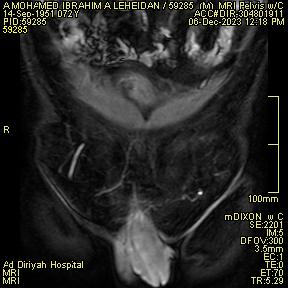 A MOHAMED IBRAHIM A LEHEIDAN / 59285 (M) MRI Pelvis w/C
14-Sep-1951 072Y ACC#DIR-304801911
PID:59285 06-Dec-2023 12:18 PM
59285
R
100mm
mDIXON w C
SE:2201
IM:5
DFOV:300
3.5mm
EC:1
Ad Diriyah Hospital TE:0
MRI ET:70
MRI TR:5.29